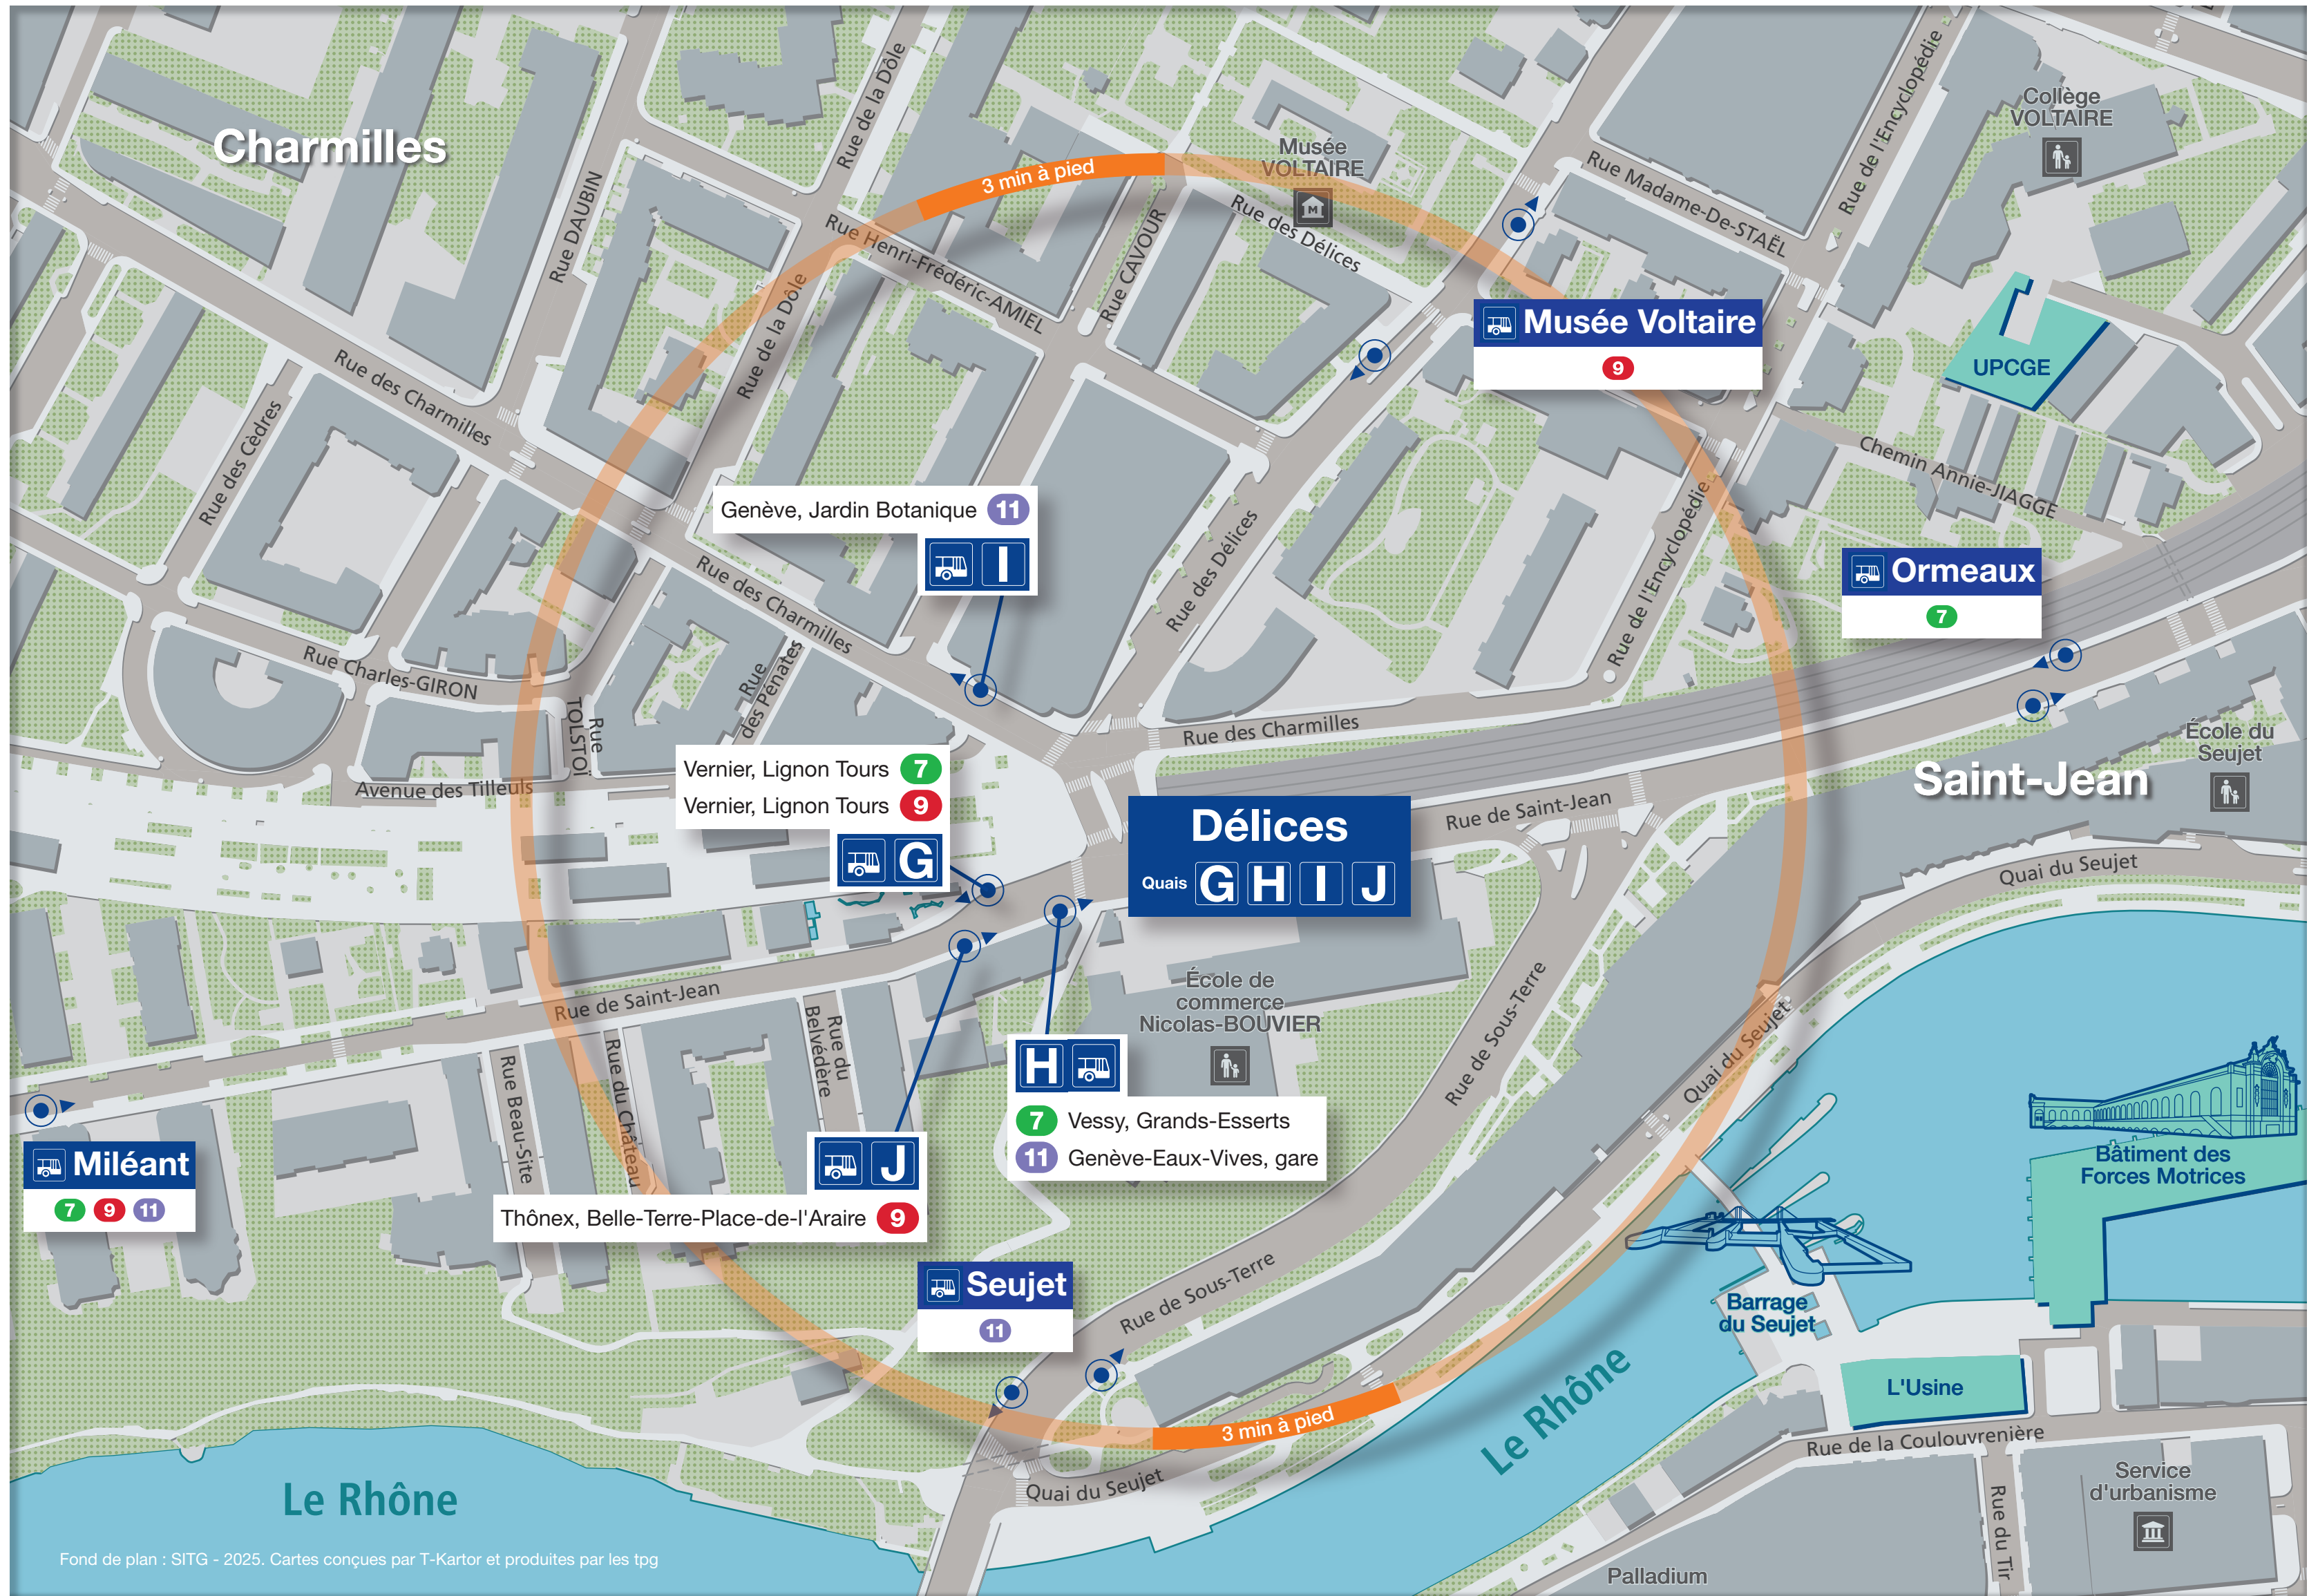 Charmilles
Rue de la Dôle
Rue de l'Encyclopédie
Collège
VOLTAIRE
Musée
VOLTAIRE
3 min à pied
Rue Madame-De-STAËL
Rue DAUBIN
Rue Henri-Frédéric-AMIEL
Rue CAVOUR
Rue des Délices
M
Musée Voltaire
9
UPCGE
Rue de la Dôle
Rue des Charmilles
Rue des Cèdres
Chemin Annie-JIAGGE
Genève, Jardin Botanique 11
I
Rue des Délices
Rue de l'Encyclopédie
Ormeaux
7
Rue des Charmilles
Rue Charles-GIRON
Rue
des Pénates
Rue
TOLSTOÏ
Rue des Charmilles
École du
Seujet
Saint-Jean
Avenue des Tilleuls
Vernier, Lignon Tours 7
Vernier, Lignon Tours 9
G
Délices
Quais G H I J
Rue de Saint-Jean
Quai du Seujet
École de
commerce
Nicolas-BOUVIER
Rue de Saint-Jean
Rue du
Belvédère
Rue de Sous-Terre
Quai du Seujet
Rue Beau-Site
Rue du Château
H
7 Vessy, Grands-Esserts
11 Genève-Eaux-Vives, gare
Miléant
7 9 11
J
Thônex, Belle-Terre-Place-de-l'Araire 9
Bâtiment des
Forces Motrices
Seujet
11
Rue de Sous-Terre
Barrage
du Seujet
L'Usine
Le Rhône
3 min à pied
Rue de la Coulouvrenière
Quai du Seujet
Le Rhône
Service
d'urbanisme
Rue du Tir
Palladium
Fond de plan : SITG - 2025. Cartes conçues par T-Kartor et produites par les tpg